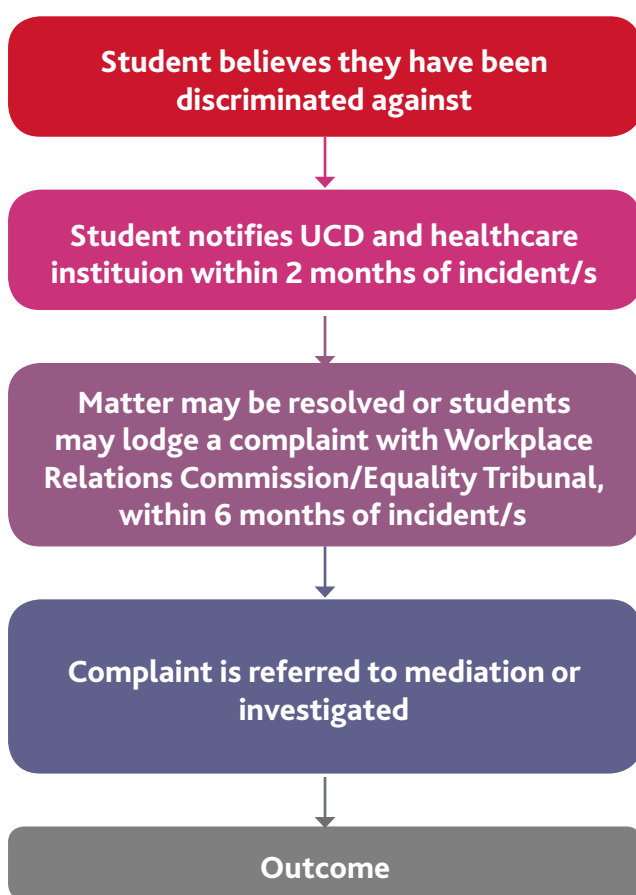 Student believes they have been
discriminated against
Student notifies UCD and healthcare
instituion within 2 months of incident/s
Matter may be resolved or students
may lodge a complaint with Workplace
Relations Commission/Equality Tribunal,
within 6 months of incident/s
Complaint is referred to mediation or
investigated
Outcome